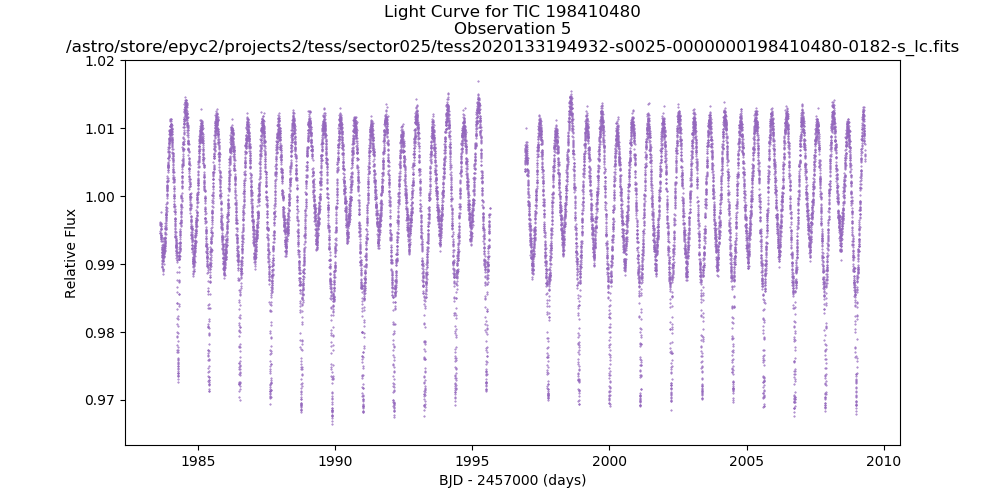 Light Curve for TIC 198410480
Observation 5
/astro/store/epyc2/projects2/tess/sector025/tess2020133194932-s0025-0000000198410480-0182-s_lc.fits
1.02
1.01
1.00
0.99
0.98
0.97
Relative Flux
1985
1990
1995
2000
2005
2010
BJD - 2457000 (days)